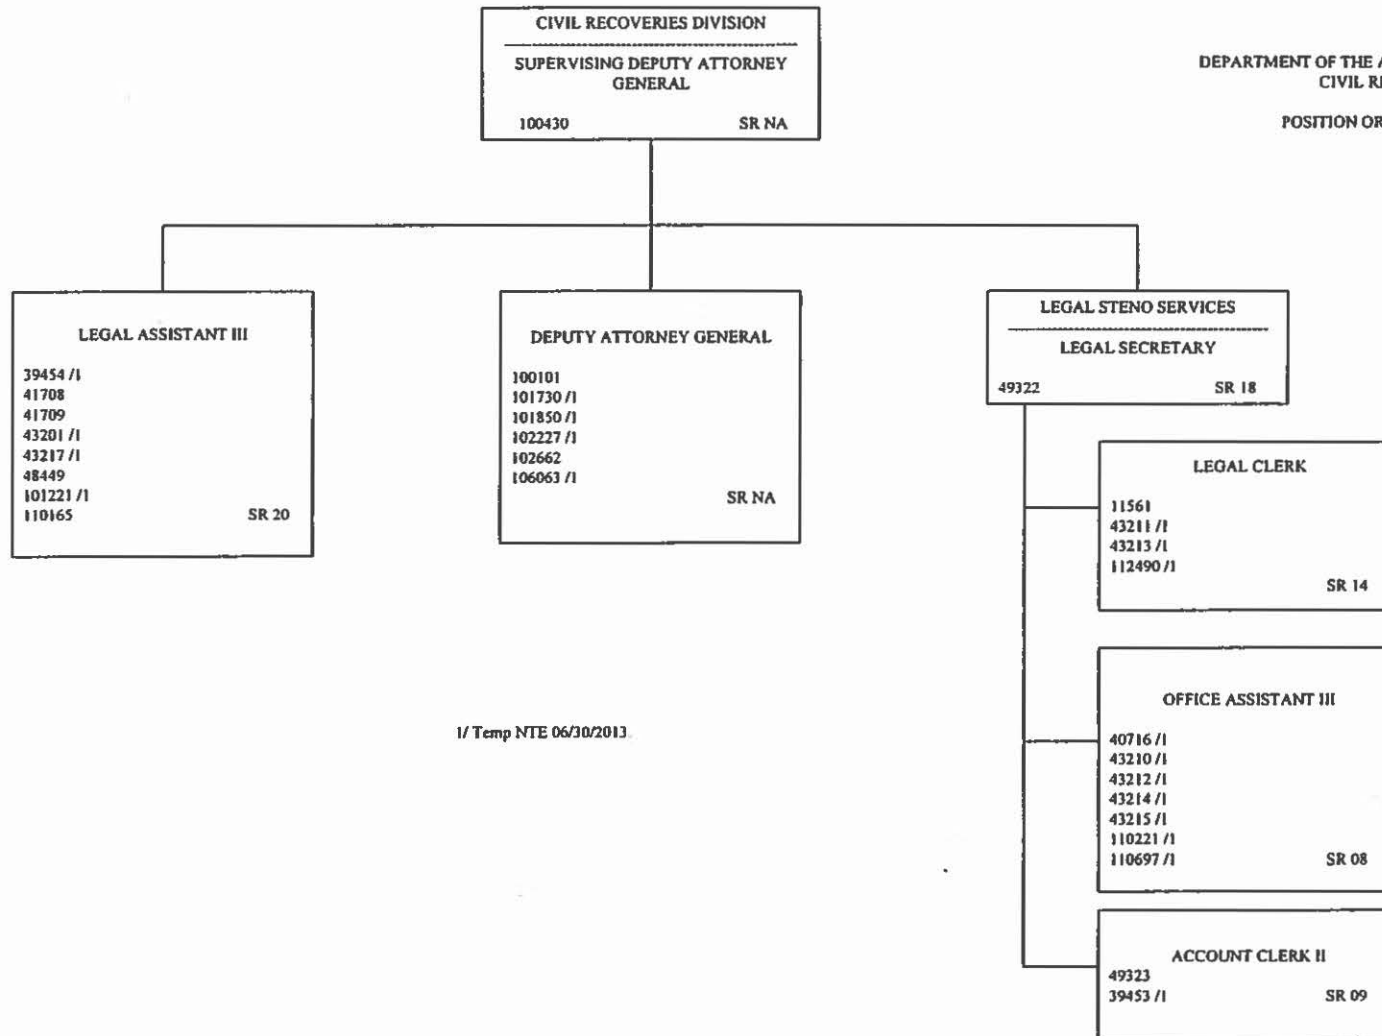 CIVIL RECOVERIES DIVISION
SUPERVISING DEPUTY ATTORNEY
GENERAL
100430 SR NA
DEPARTMENT OF THE
CIVIL
POSITION
LEGAL ASSISTANT III
39454 /1
41708
41709
43201 /1
43217 /1
48449
101221 /1
110165 SR 20
DEPUTY ATTORNEY GENERAL
100101
101730 /1
101850 /1
102227 /1
102662
106063 /1
SR NA
LEGAL STENO SERVICES
LEGAL SECRETARY
49322 SR 18
LEGAL CLERK
11561
43211 /1
43213 /1
112490 /1
SR 14
OFFICE ASSISTANT III
40716 /1
43210 /1
43212 /1
43214 /1
43215 /1
110221 /1
110697 /1 SR 08
ACCOUNT CLERK II
49323
39453 /1 SR 09
1/ Temp NTE 06/30/2013